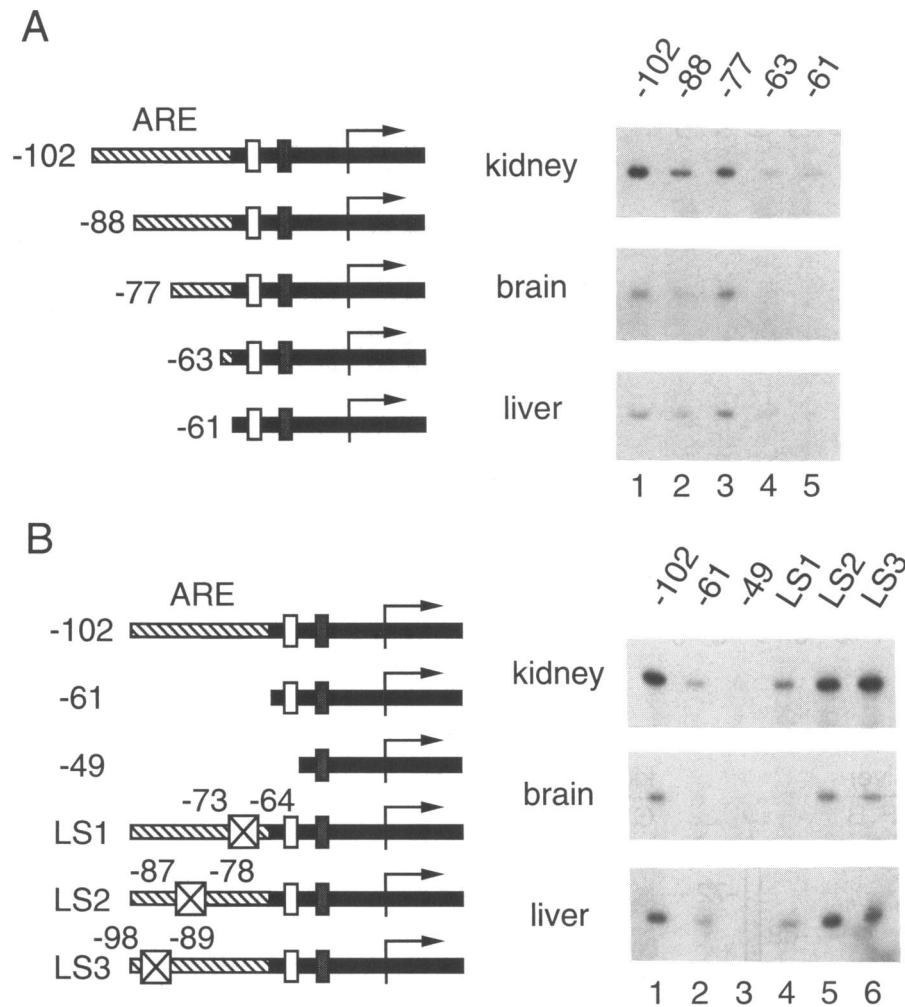 A
-102 -88 -77 -63 -61
ARE
-102
kidney
-88
-77
brain
-63
liver
-61
1 2 3 4 5
B
-102 -61 -49 LS1 LS2 LS3
ARE
-102
kidney
-61
-49
-73 -64
brain
LS1
-87 -78
LS2
liver
-98 -89
LS3
1 2 3 4 5 6